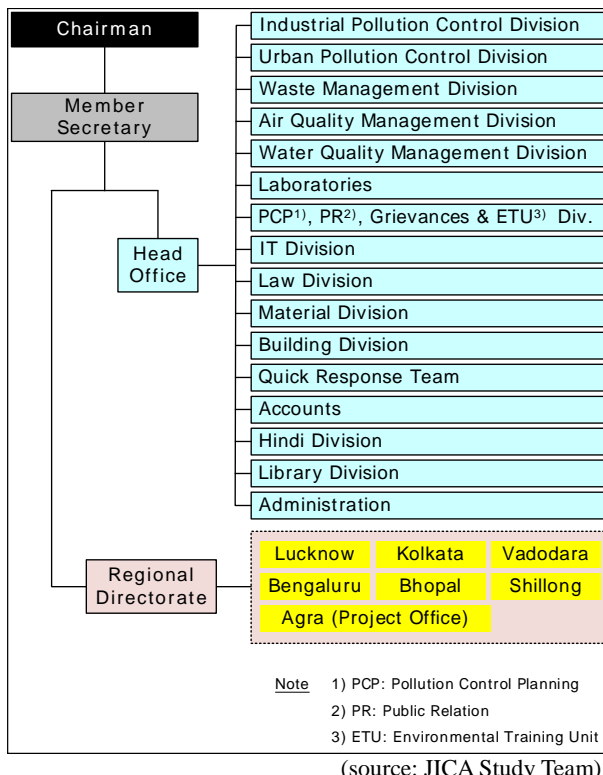 Chairman
Member
Secretary
Head
Office
Industrial Pollution Control Division
Urban Pollution Control Division
Waste Management Division
Air Quality Management Division
Water Quality Management Division
Laboratories
PCP1), PR2), Grievances & ETU3) Div.
IT Division
Law Division
Material Division
Building Division
Quick Response Team
Accounts
Hindi Division
Library Division
Administration
Regional
Directorate
Lucknow Kolkata Vadodara
Bengaluru Bhopal Shillong
Agra (Project Office)
Note 1) PCP: Pollution Control Planning
2) PR: Public Relation
3) ETU: Environmental Training Unit
(source: JICA Study Team)